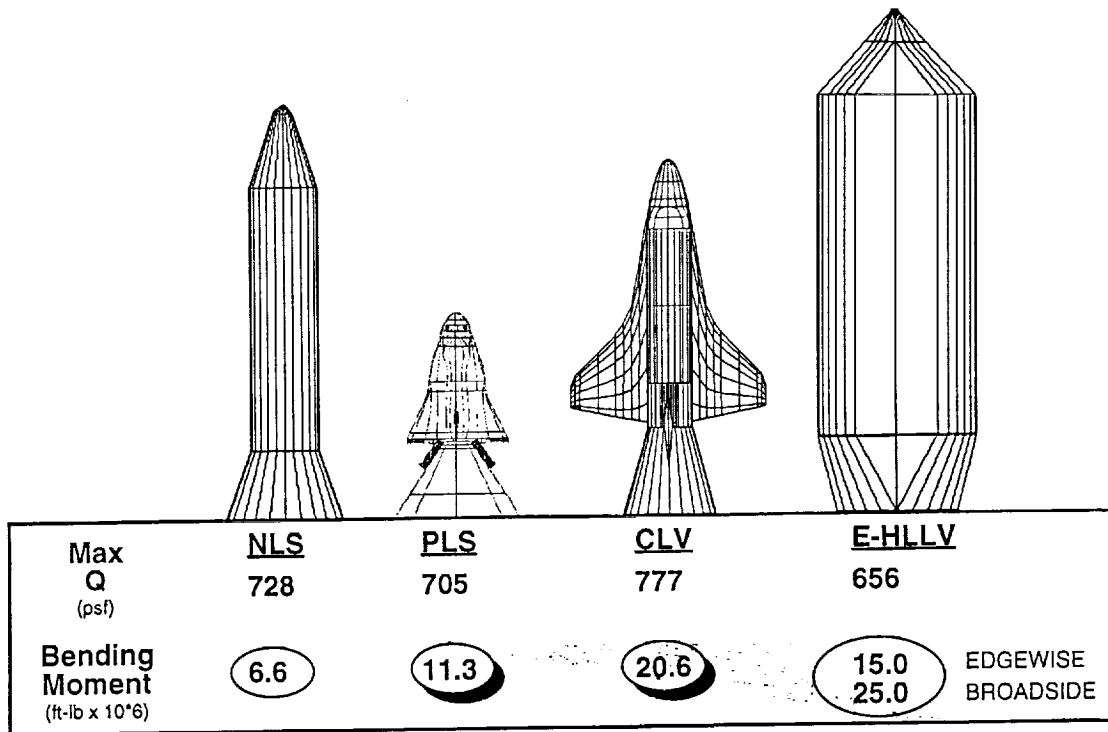 NLS PLS CLV E-HLLV
Max
Q
(psf)
728 705 777 656
Bending
Moment
(ft-lb x 10^6)
6.6 11.3 20.6 15.0 EDGEWISE
25.0 BROADSIDE